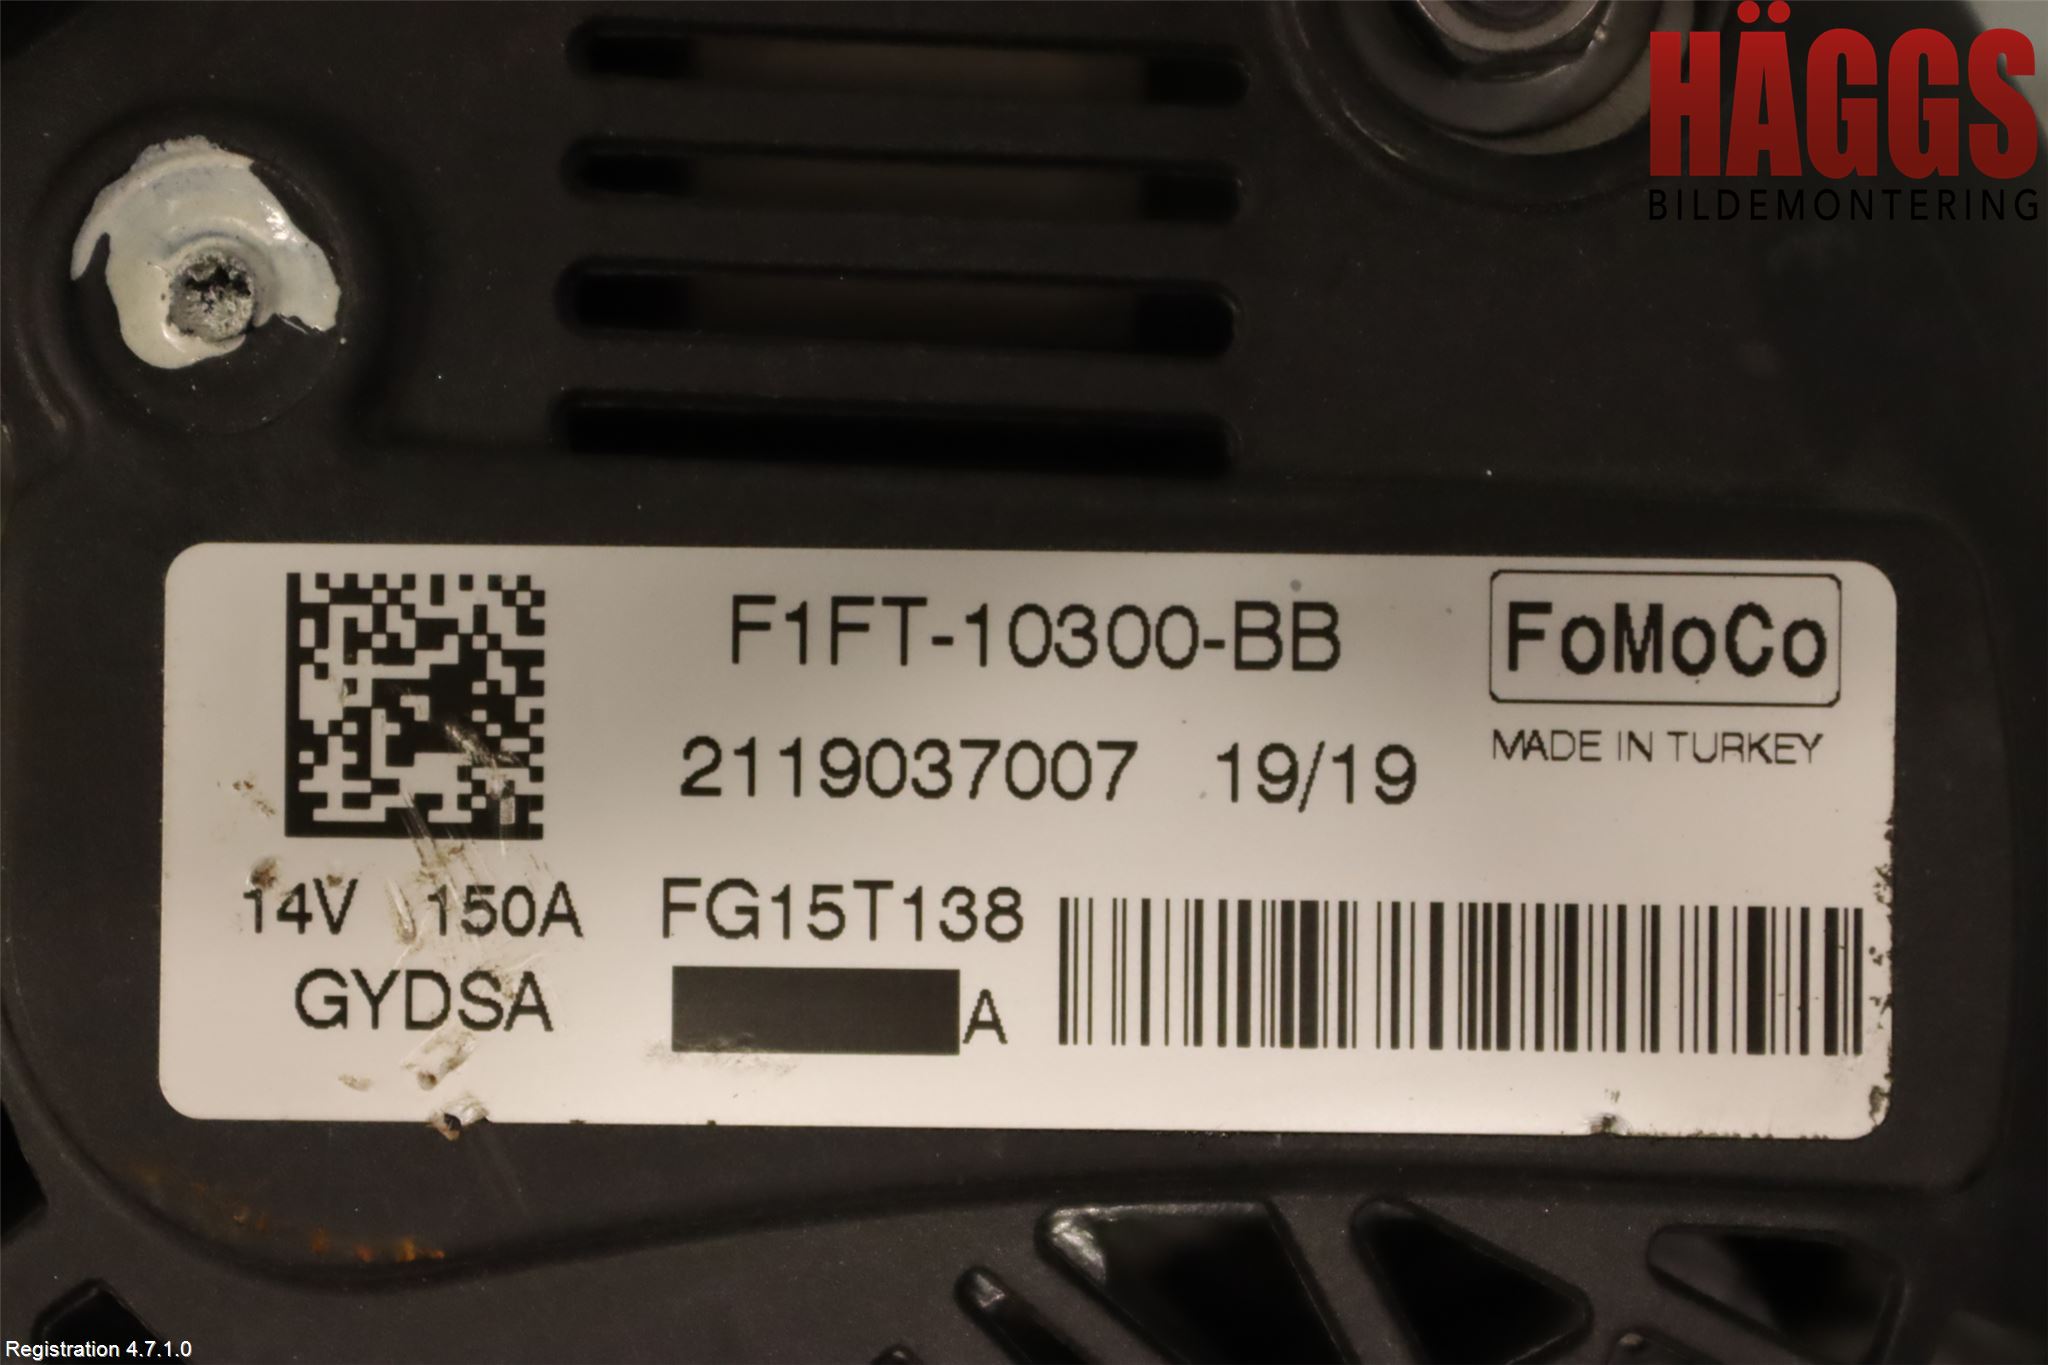 HÄGGS
BILDEMONTERING
F1FT-10300-BB
FoMoCo
2119037007 19/19
MADE IN TURKEY
14V 150A
FG15T138
GYDSA
A
Registration 4.7.1.0